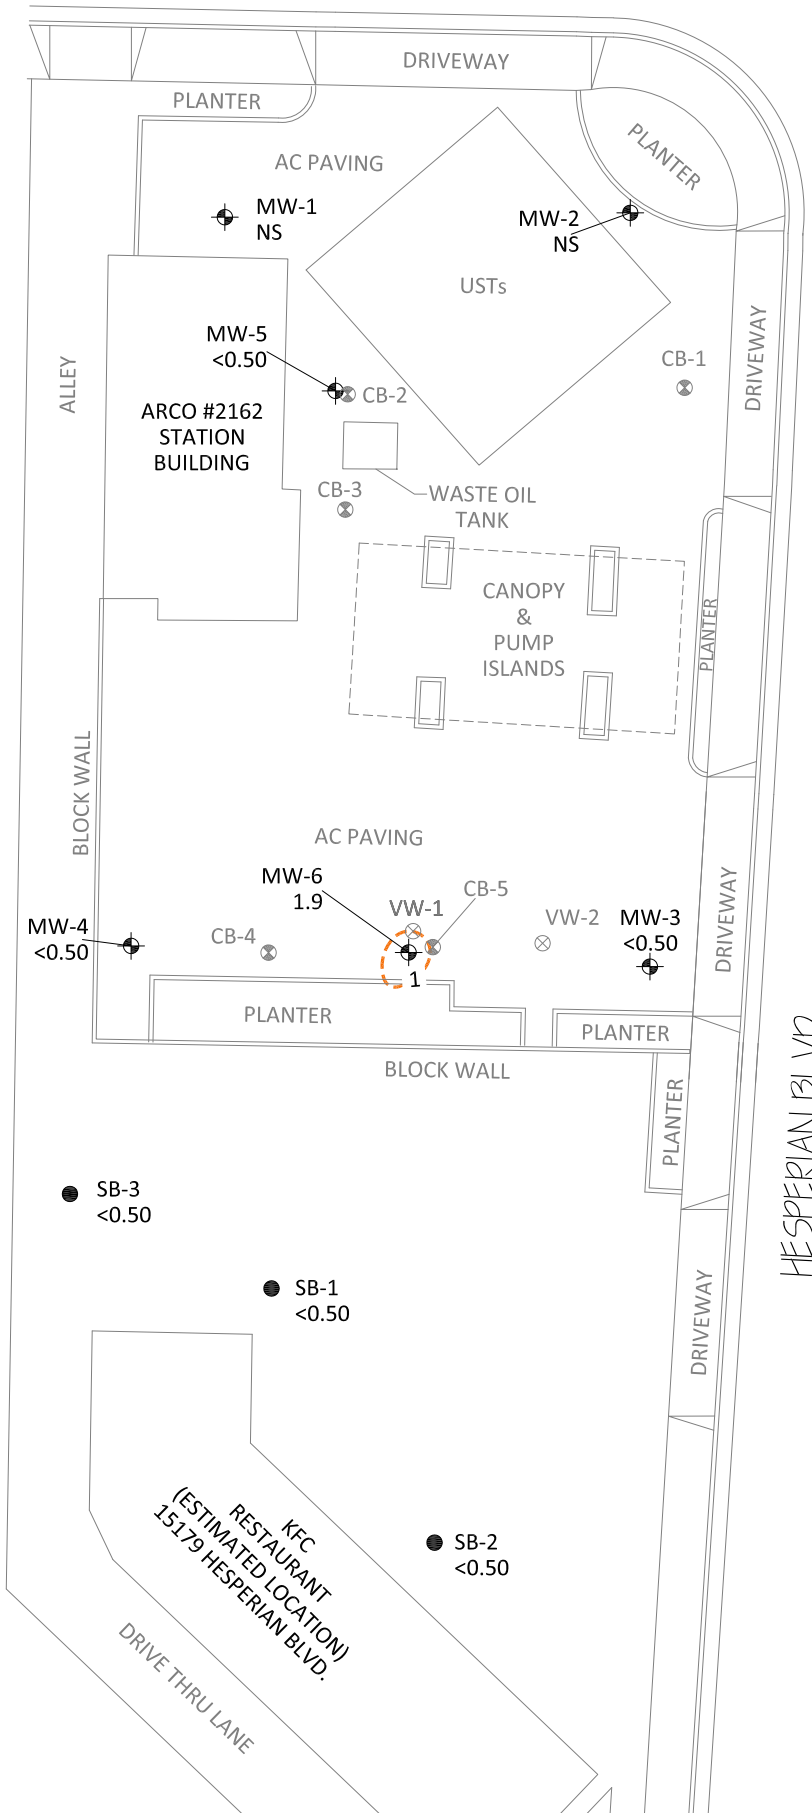 DRIVEWAY
PLANTER
PLANTER
AC PAVING
MW-1
NS
MW-2
NS
USTs
DRIVEWAY
MW-5
<0.50
ALLEY
CB-1
CB-2
ARCO #2162
STATION
BUILDING
CB-3
WASTE OIL
TANK
CANOPY
&
PUMP
ISLANDS
PLANTER
BLOCK WALL
AC PAVING
MW-6
1.9
CB-5
VW-1
VW-2
MW-3
<0.50
DRIVEWAY
MW-4
<0.50
CB-4
1
PLANTER
PLANTER
BLOCK WALL
PLANTER
HESPERIAN BLVD
SB-3
<0.50
SB-1
<0.50
DRIVEWAY
KFC
RESTAURANT
(ESTIMATED LOCATION)
15179 HESPERIAN BLVD.
SB-2
<0.50
DRIVE THRU LANE